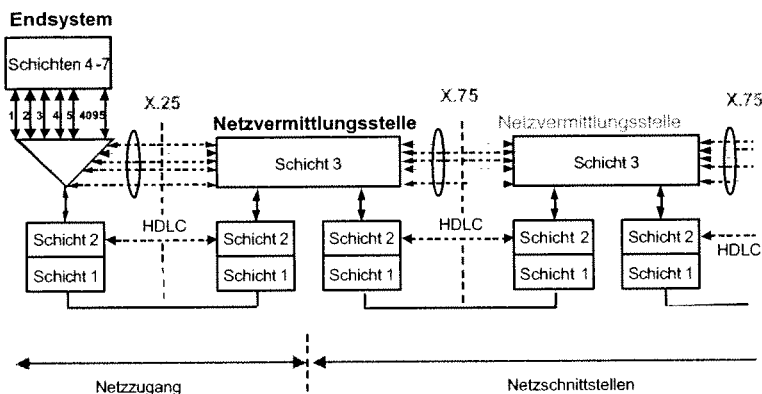 Endsystem
Schichten 4 -7
1 2 3 4 5 4095
X.25
X.75
X.75
Netzvermittlungsstelle
Netzvermittlungsstelle
Schicht 3
Schicht 3
Schicht 2
HDLC
Schicht 2
Schicht 2
HDLC
Schicht 2
Schicht 2
HDLC
Schicht 1
Schicht 1
Schicht 1
Schicht 1
Schicht 1
Netzzugang
Netzschnittstellen